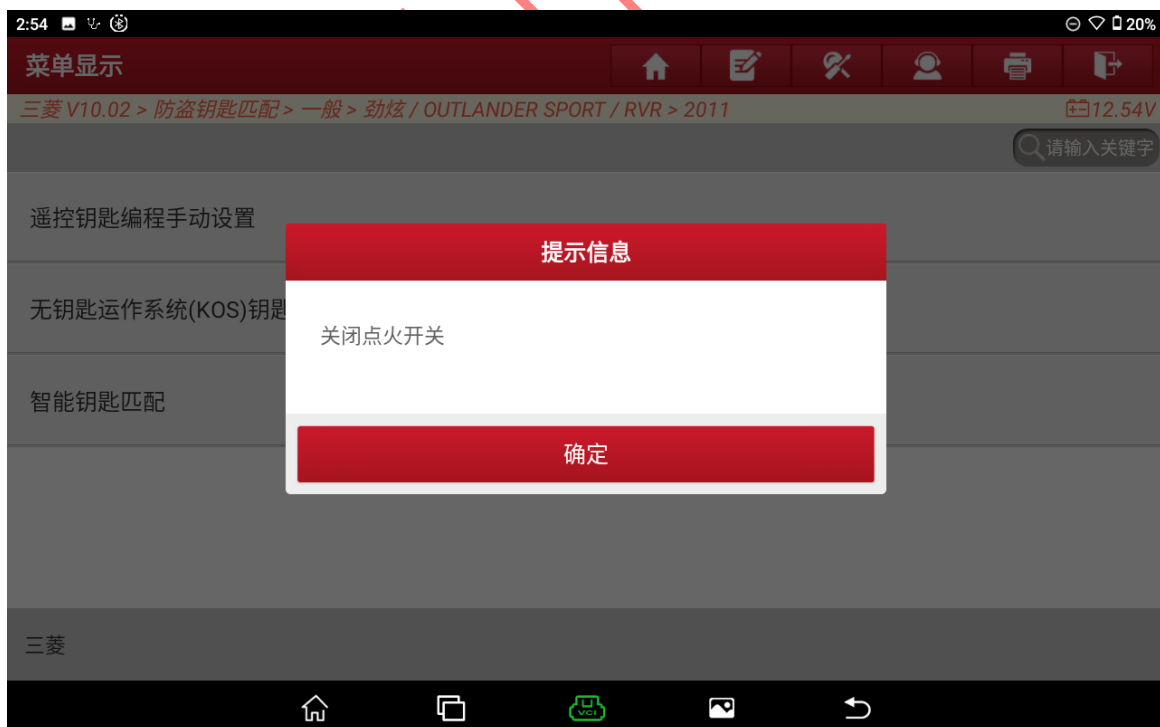 2:54
20%
菜单显示
三菱 V10.02 > 防盗钥匙匹配 > 一般 > 劲炫 / OUTLANDER SPORT / RVR > 2011
12.54V
请输入关键字
遥控钥匙编程手动设置
提示信息
无钥匙运作系统(KOS)钥匙
关闭点火开关
智能钥匙匹配
确定
三菱
VCI